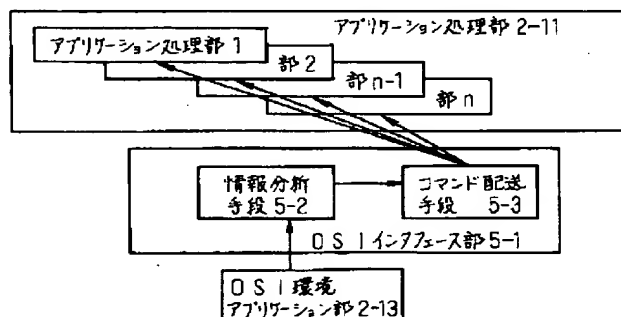 アプリケーション処理部 2-11
アプリケーション処理部 1
部 2
部 n-1
部 n
情報分析
手段 5-2
コマンド配送
手段 5-3
OSIインタフェース部 5-1
OSI環境
アプリケーション部 2-13